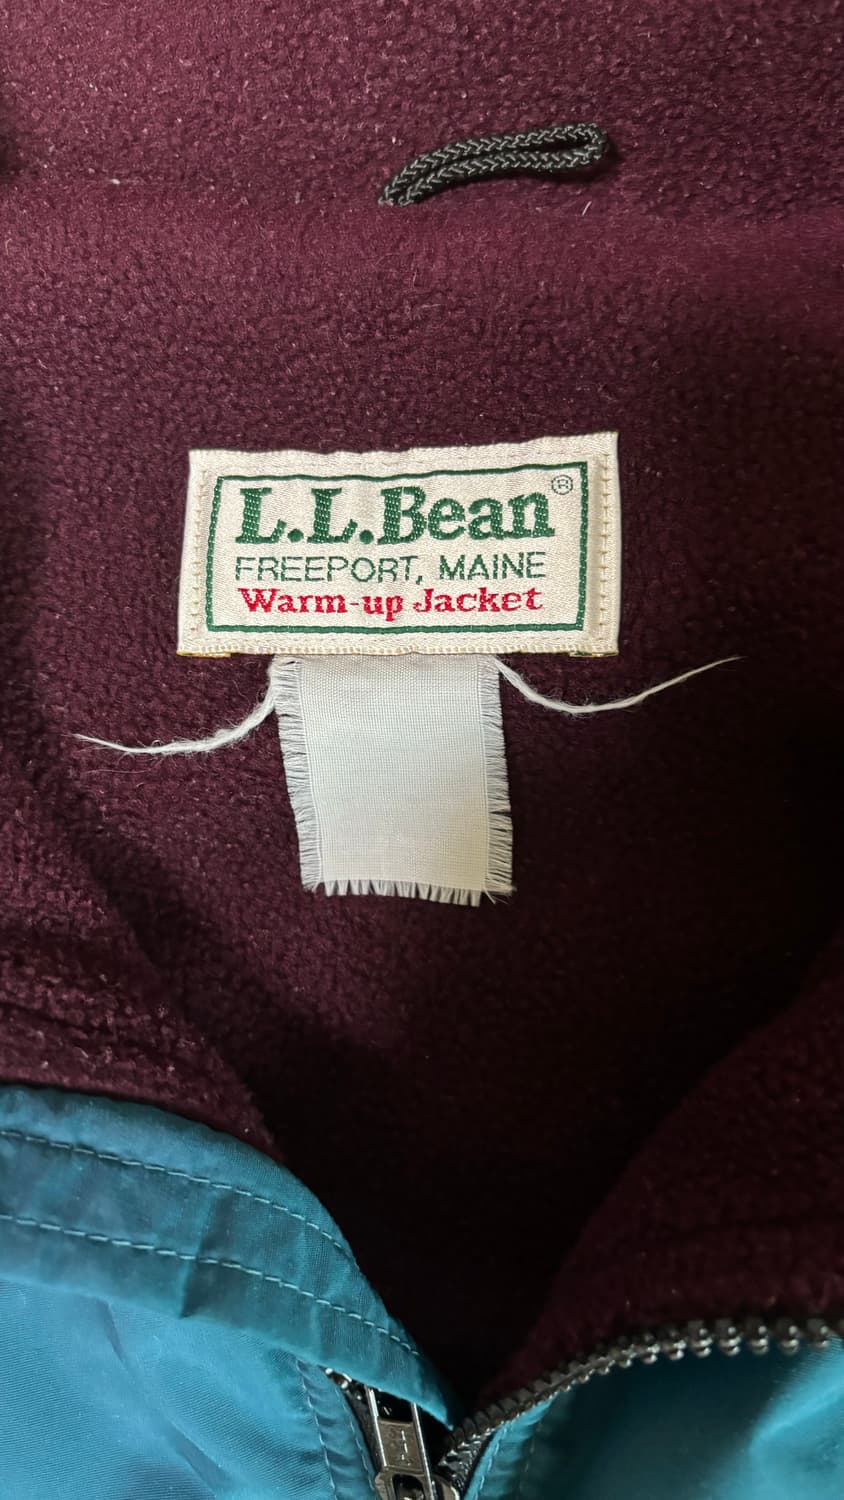 L.L.Bean®
FREEPORT, MAINE
Warm-up Jacket